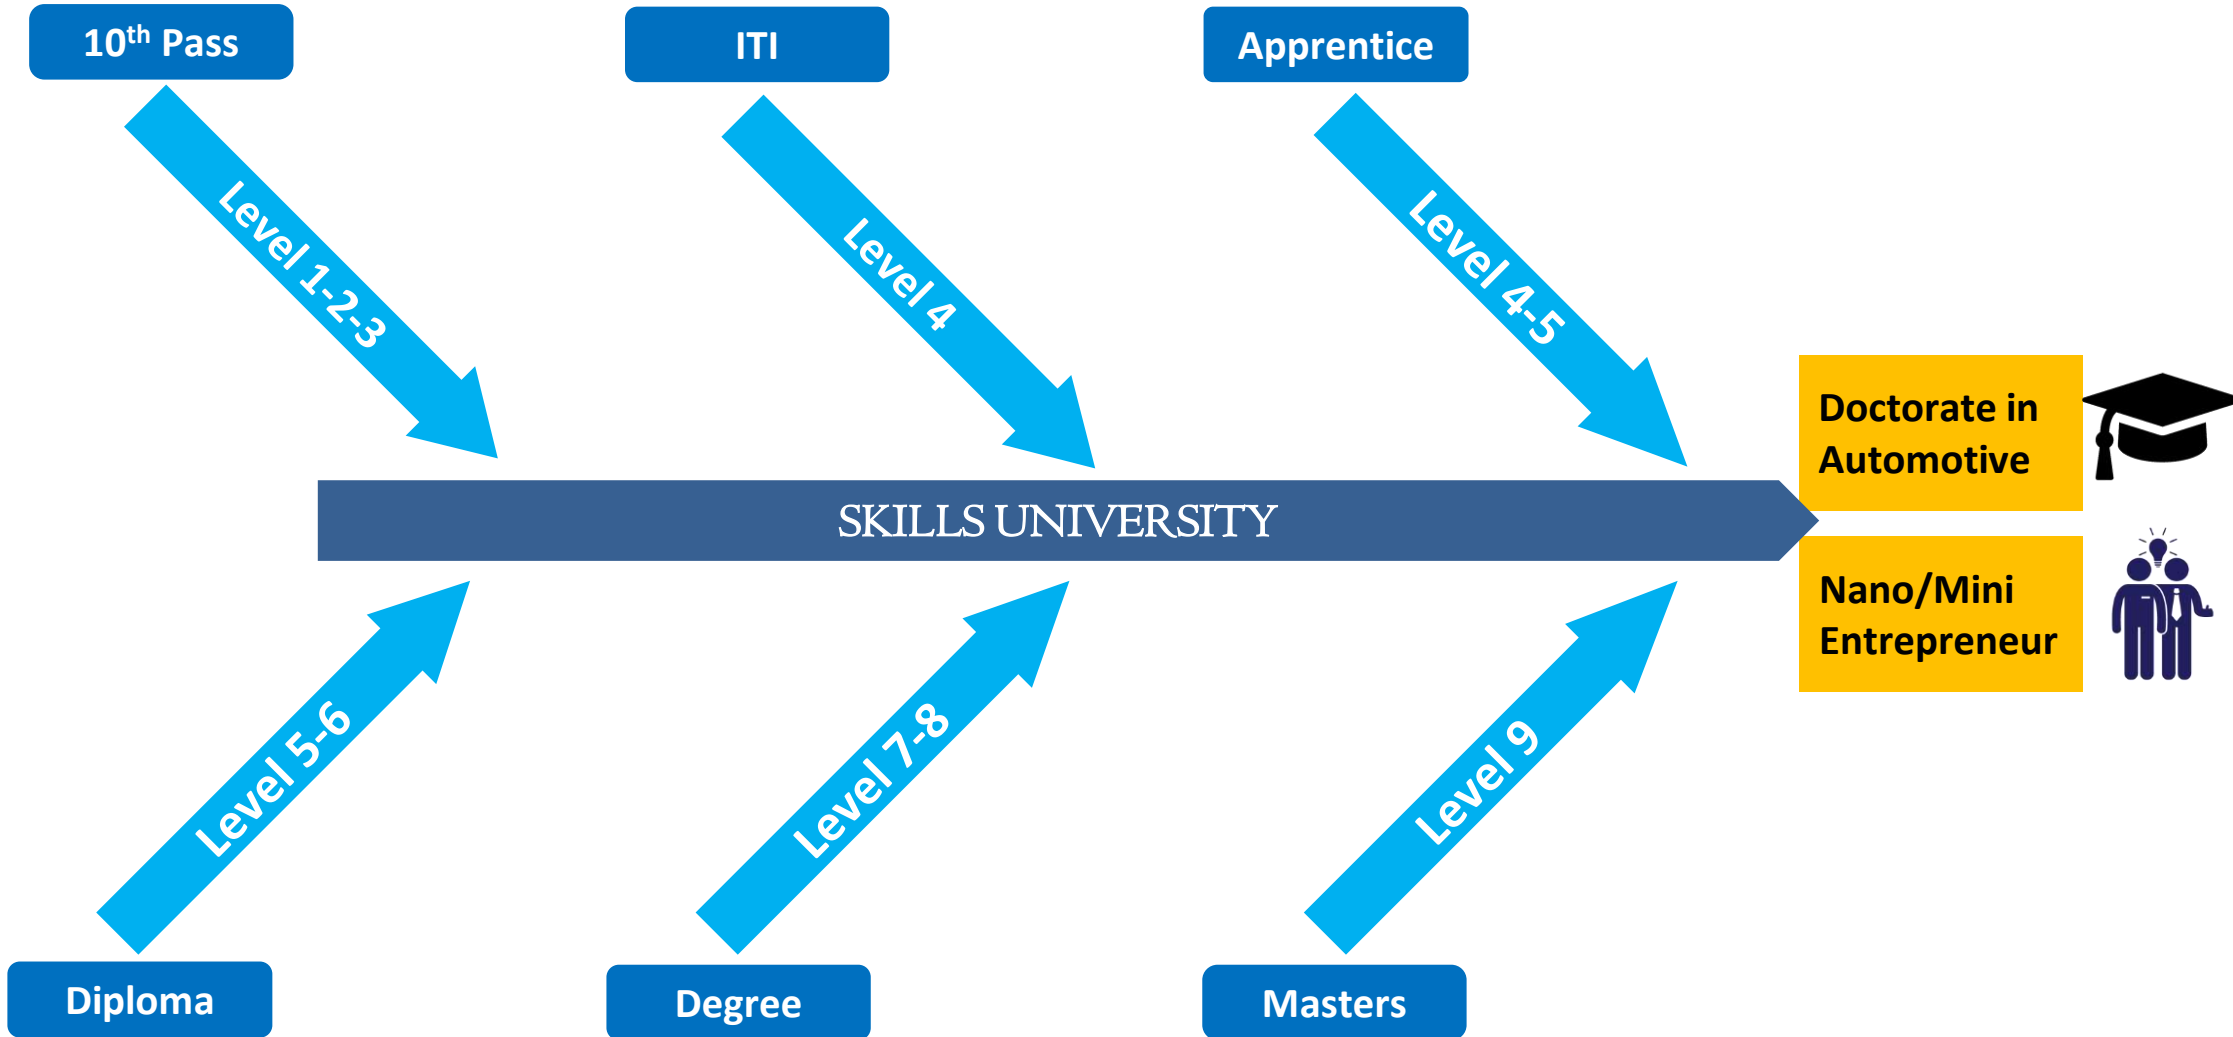 10th Pass
ITI
Apprentice
Level 1-2-3
Level 4
Level 4-5
Doctorate in
Automotive
SKILLS UNIVERSITY
Nano/Mini
Entrepreneur
Level 5-6
Level 7-8
Level 9
Diploma
Degree
Masters